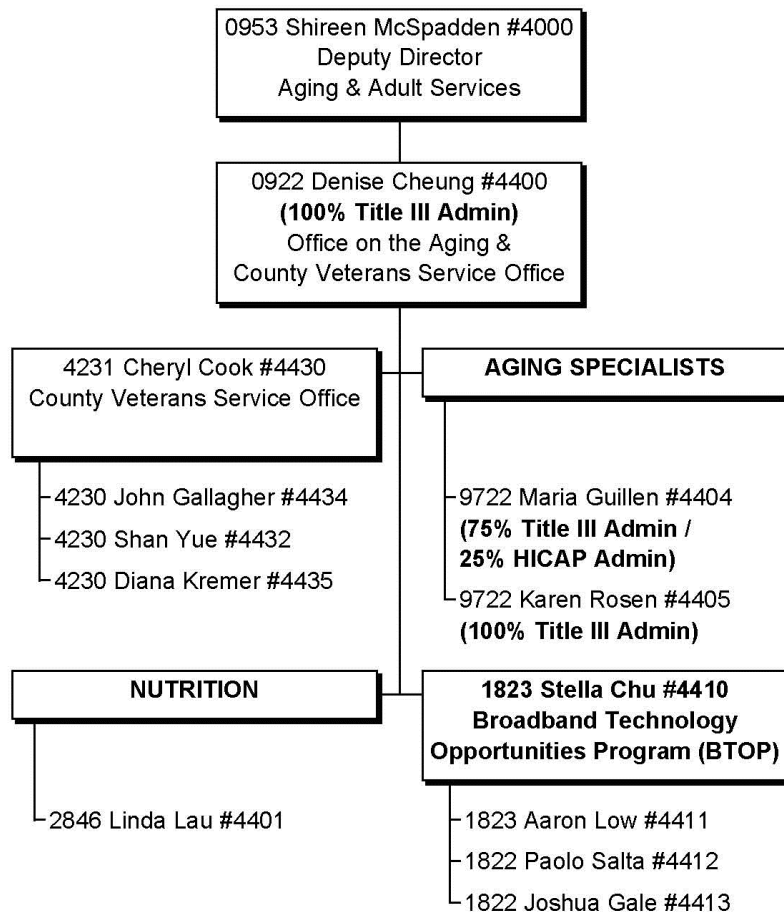 0953 Shireen McSpadden #4000
Deputy Director
Aging & Adult Services
0922 Denise Cheung #4400
(100% Title III Admin)
Office on the Aging &
County Veterans Service Office
4231 Cheryl Cook #4430
County Veterans Service Office
4230 John Gallagher #4434
4230 Shan Yue #4432
4230 Diana Kremer #4435
AGING SPECIALISTS
9722 Maria Guillen #4404
(75% Title III Admin /
25% HICAP Admin)
9722 Karen Rosen #4405
(100% Title III Admin)
NUTRITION
2846 Linda Lau #4401
1823 Stella Chu #4410
Broadband Technology
Opportunities Program (BTOP)
1823 Aaron Low #4411
1822 Paolo Salta #4412
1822 Joshua Gale #4413